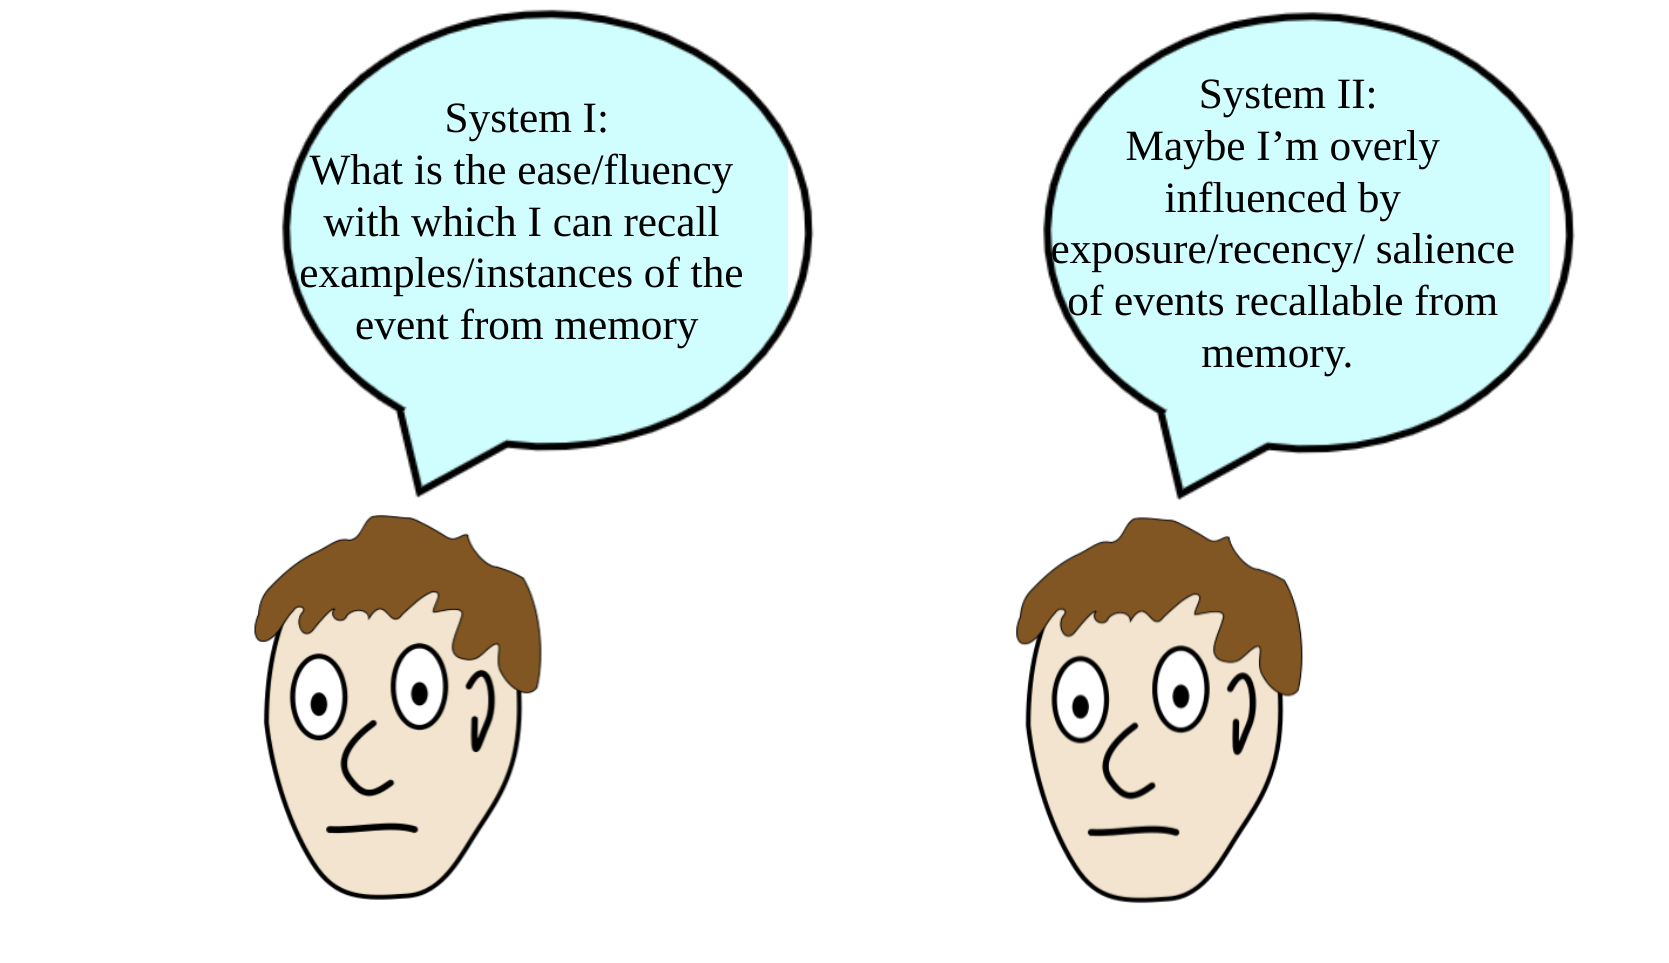 System I:
What is the ease/fluency
with which I can recall
examples/instances of the
event from memory
System II:
Maybe I’m overly
influenced by
exposure/recency/ salience
of events recallable from
memory.